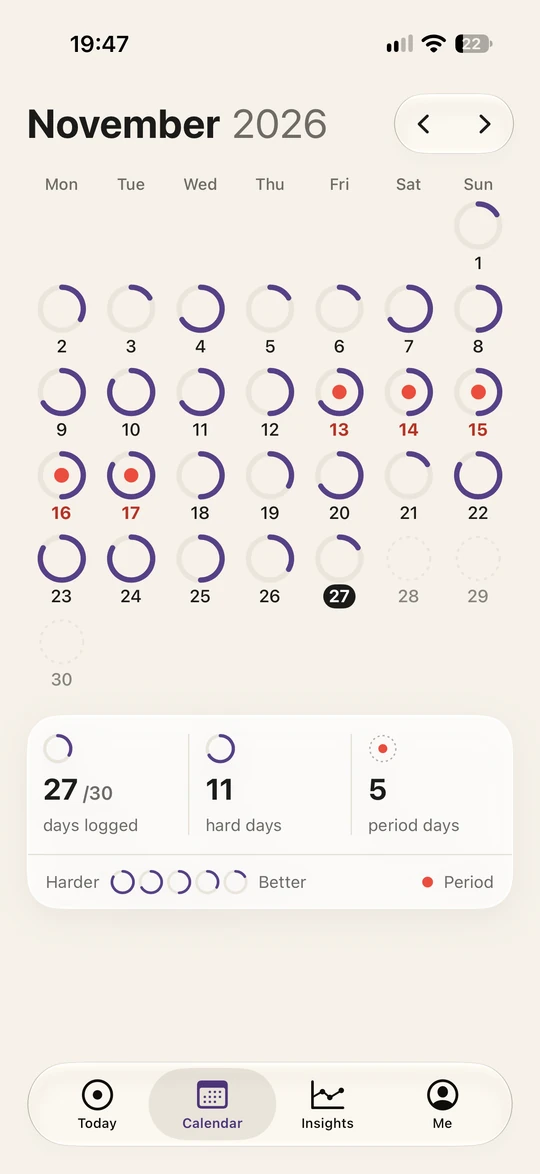 19:47
22
November 2026
Mon Tue Wed Thu Fri Sat Sun
1
2 3 4 5 6 7 8
9 10 11 12 13 14 15
16 17 18 19 20 21 22
23 24 25 26 27 28 29
30
27 /30 11 5
days logged hard days period days
Harder Better Period
Today Calendar Insights Me